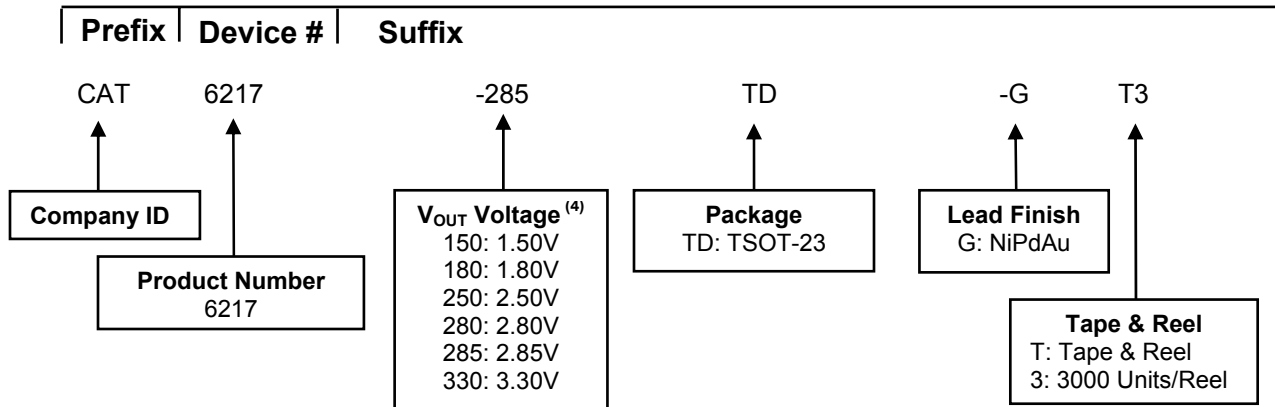 Prefix Device # Suffix
CAT 6217 -285 TD -G T3
Company ID
Product Number
6217
VOUT Voltage (4)
150: 1.50V
180: 1.80V
250: 2.50V
280: 2.80V
285: 2.85V
330: 3.30V
Package
TD: TSOT-23
Lead Finish
G: NiPdAu
Tape & Reel
T: Tape & Reel
3: 3000 Units/Reel